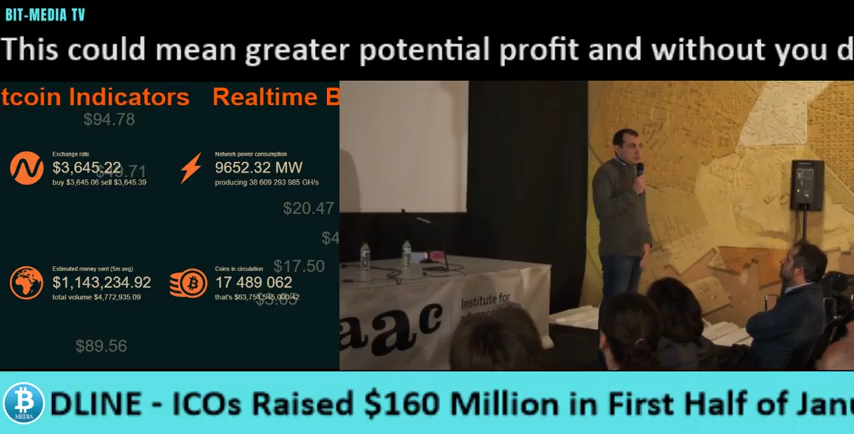 BIT-MEDIA TV
This could mean greater potential profit and without you d
tcoin Indicators Realtime B
$94.78
Exchange rate
$3,645.22
buy $3,645.06 sell $3,645.39
Network power consumption
9652.32 MW
producing 38 609 293 985 GH/s
$20.47
$4
$17.50
Estimated money sent (5m avg)
$1,143,234.92
total volume $4,772,935.09
Coins in circulation
17 489 062
that's
$89.56
aac
Institute for
MEDIA
DLINE - ICOs Raised $160 Million in First Half of Janu